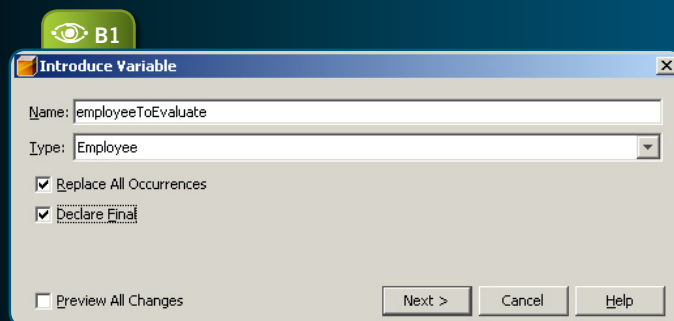 B1
Introduce Variable
Name: employeeToEvaluate
Type: Employee
Replace All Occurrences
Declare Final
Preview All Changes Next > Cancel Help